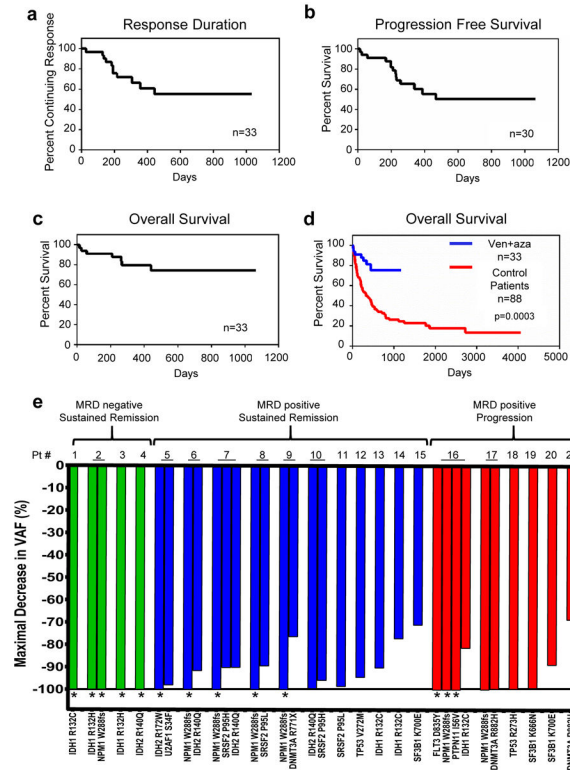 a
Response Duration
Percent Continuing Response
100
80
60
40
20
0
n=33
0 200 400 600 800 1000 1200
Days
b
Progression Free Survival
Percent Survival
100
80
60
40
20
0
n=30
0 200 400 600 800 1000 1200
Days
c
Overall Survival
Percent Survival
100
80
60
40
20
0
n=33
0 200 400 600 800 1000 1200
Days
d
Overall Survival
Percent Survival
100
80
60
40
20
0
Ven+aza
n=33
Control
Patients
n=88
p=0.0003
0 1000 2000 3000 4000 5000
Days
e
MRD negative
Sustained Remission
MRD positive
Sustained Remission
MRD positive
Progression
Pt # 1 2 3 4 5 6 7 8 9 10 11 12 13 14 15 16 17 18 19 20
Maximal Decrease in VAF (%)
0
-10
-20
-30
-40
-50
-60
-70
-80
-90
-100
* * * * * * * * * * * * *
IDH1 R132C
IDH1 R132H
NPM1 W288fs
IDH1 R132H
IDH2 R140Q
IDH2 R172W
U2AF1 S34F
NPM1 W288fs
IDH2 R140Q
NPM1 W288fs
SRSF2 P95H
IDH2 R140Q
NPM1 W288fs
SRSF2 P95L
NPM1 W288fs
DNMT3A R771X
IDH2 R140Q
SRSF2 P95H
SRSF2 P95L
TP53 V272M
IDH1 R132C
IDH1 R132C
SF3B1 K700E
FLT3 D835Y
NPM1 W288fs
PTPN11 I56V
IDH1 R132C
NPM1 W288fs
DNMT3A R882H
TP53 R273H
SF3B1 K666N
SF3B1 K700E